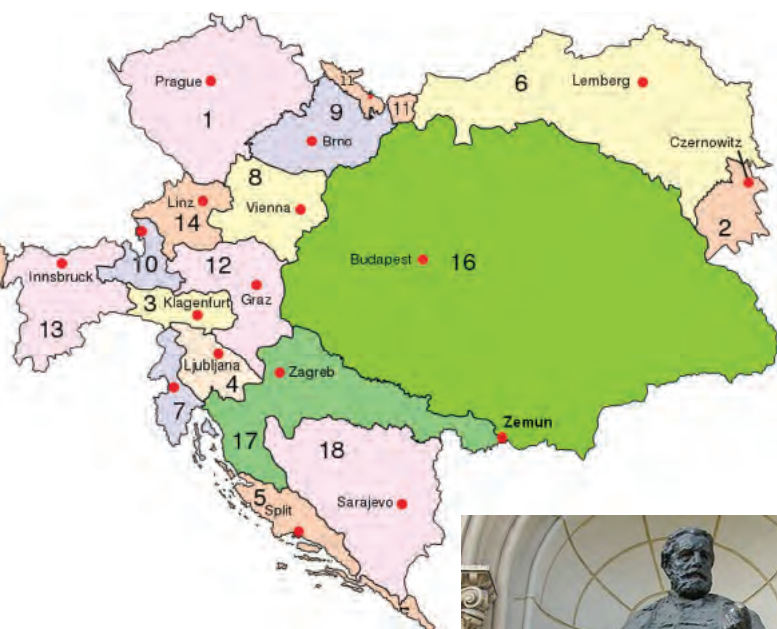 11
Prague
6
Lemberg
9
11
1
Brno
Czernowitz
8
Linz
Vienna
2
14
Budapest
16
10
12
Innsbruck
3
Klagenfurt
Graz
13
Ljubljana
4
Zagreb
7
Zemun
17
18
5
Split
Sarajevo